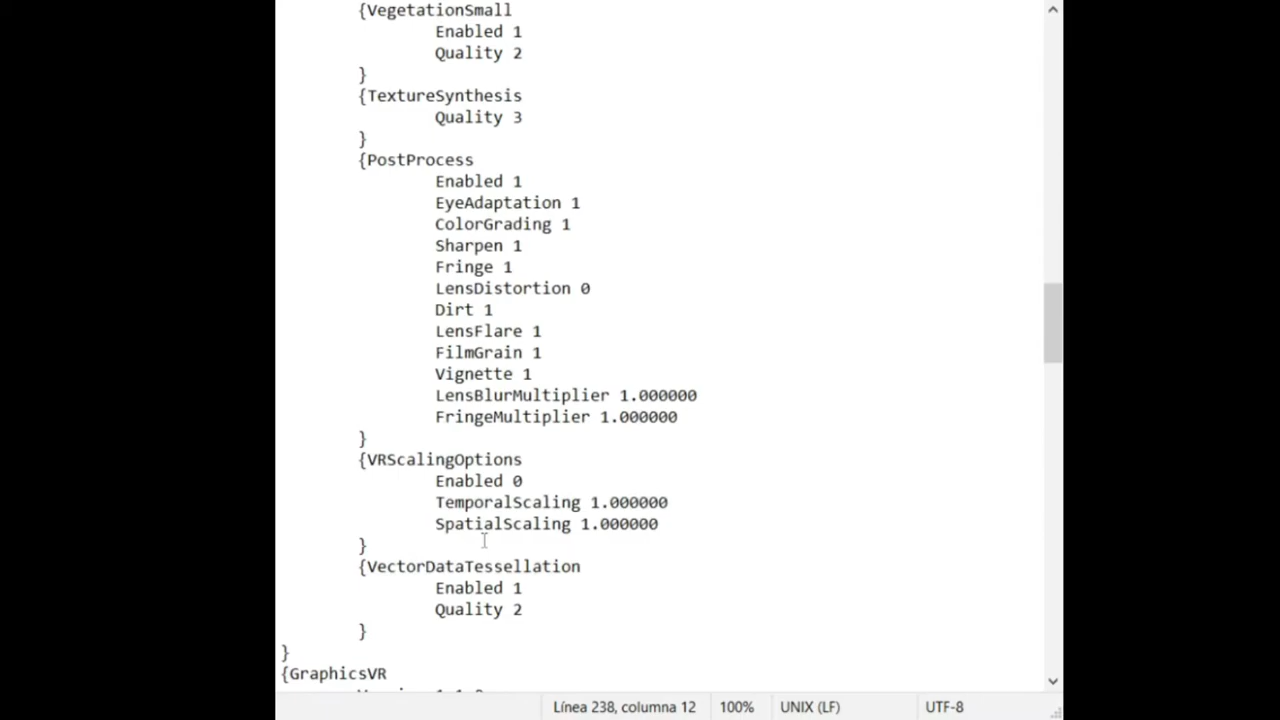 {VegetationSmall
Enabled 1
Quality 2
}
{TextureSynthesis
Quality 3
}
{PostProcess
Enabled 1
EyeAdaptation 1
ColorGrading 1
Sharpen 1
Fringe 1
LensDistortion 0
Dirt 1
LensFlare 1
FilmGrain 1
Vignette 1
LensBlurMultiplier 1.000000
FringeMultiplier 1.000000
}
{VRScalingOptions
Enabled 0
TemporalScaling 1.000000
SpatialScaling 1.000000
}
{VectorDataTessellation
Enabled 1
Quality 2
}
}
{GraphicsVR
Línea 238, columna 12 100% UNIX (LF) UTF-8